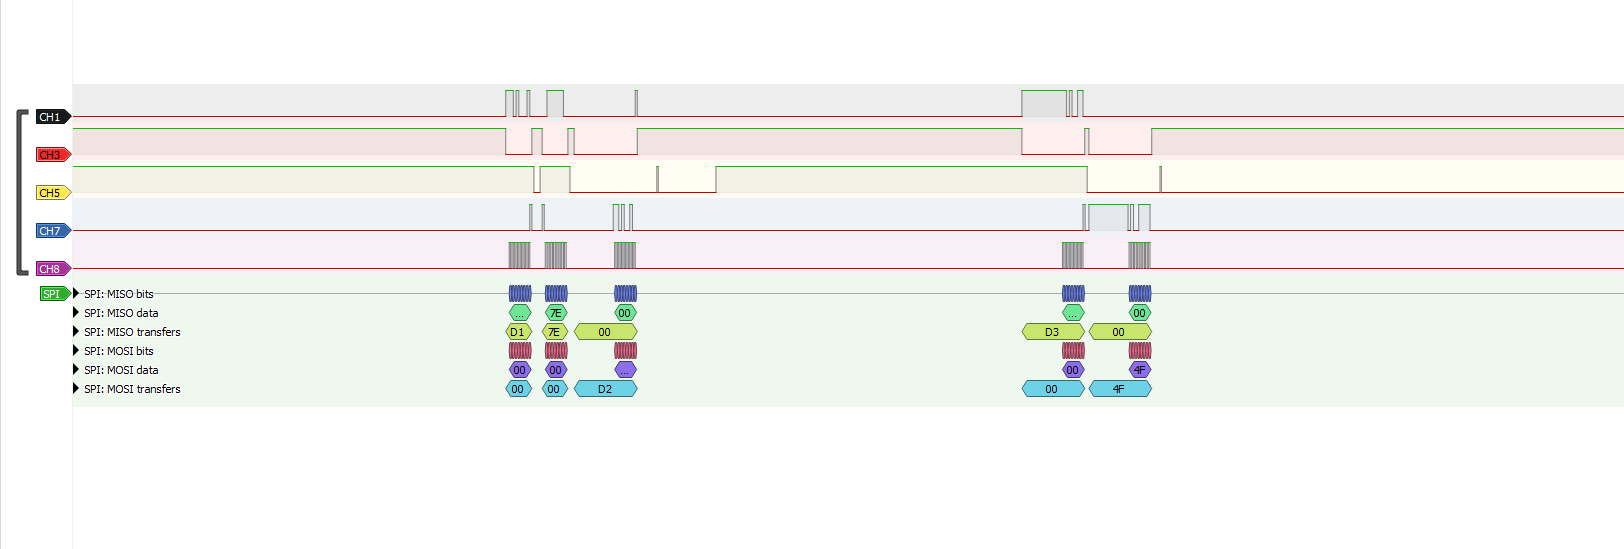 CH1
CH3
CH5
CH7
CH8
SPI SPI: MISO bits
SPI: MISO data ... 7E 00 ... 00
SPI: MISO transfers D1 7E 00 D3 00
SPI: MOSI bits
SPI: MOSI data 00 00 ... 00 4F
SPI: MOSI transfers 00 00 D2 00 4F